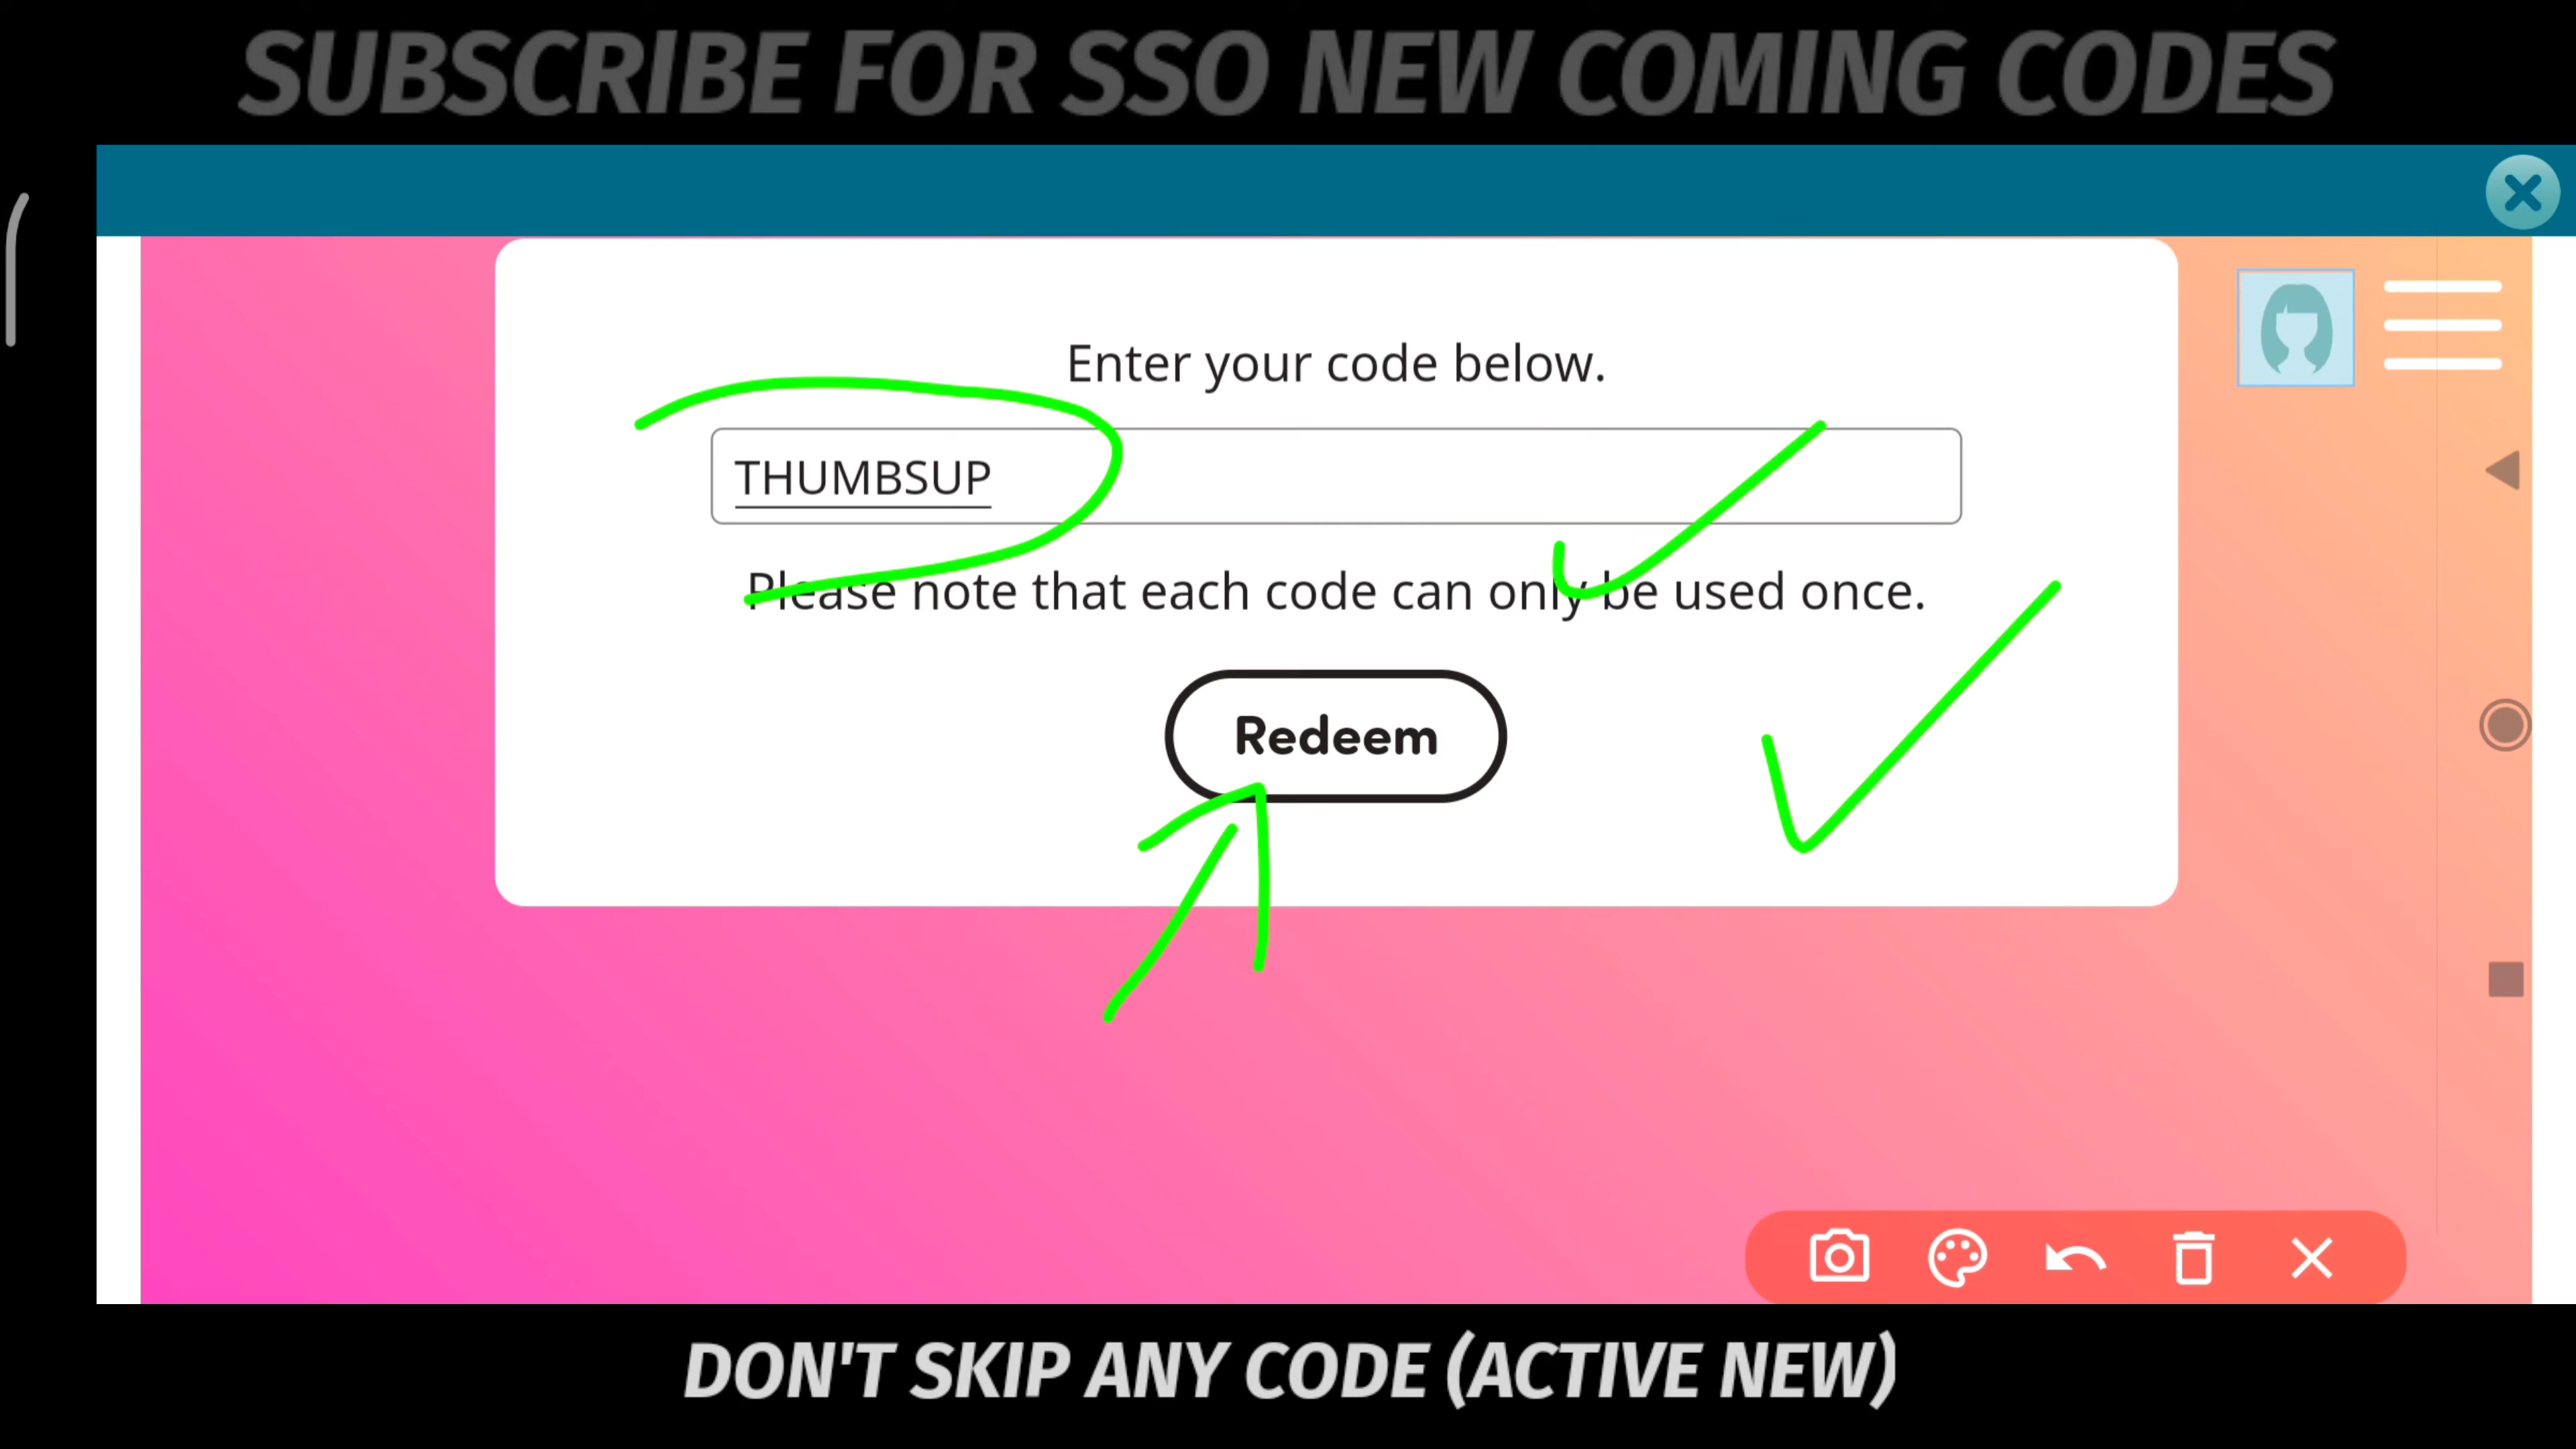 SUBSCRIBE FOR SSO NEW COMING CODES
Enter your code below.
THUMBSUP
Please note that each code can only be used once.
Redeem
DON'T SKIP ANY CODE (ACTIVE NEW)